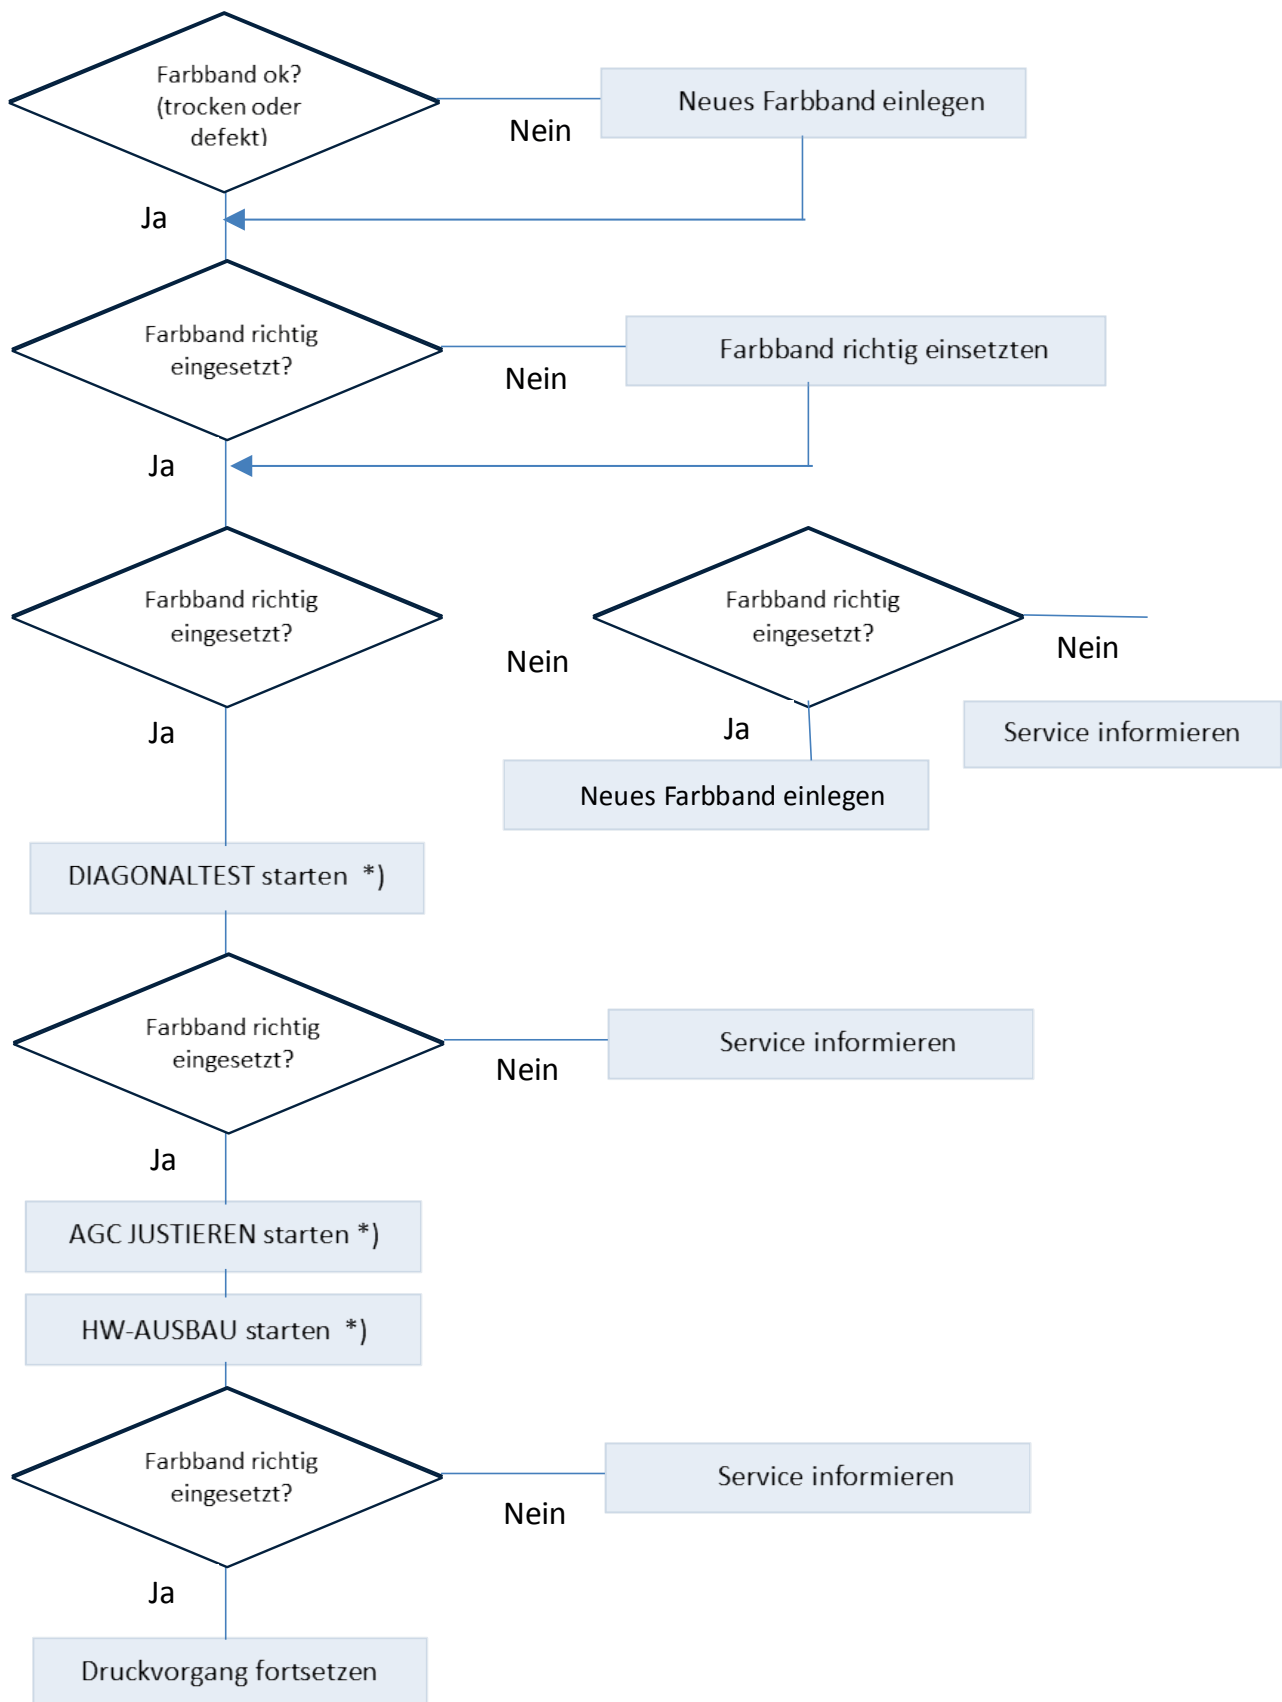 Farbband ok?
(trocken oder
defekt)
Nein
Neues Farbband einlegen
Ja
Farbband richtig
eingesetzt?
Nein
Farbband richtig einsetzten
Ja
Farbband richtig
eingesetzt?
Nein
Farbband richtig
eingesetzt?
Nein
Ja
Ja
Service informieren
Neues Farbband einlegen
DIAGONALTEST starten *)
Farbband richtig
eingesetzt?
Nein
Service informieren
Ja
AGC JUSTIEREN starten *)
HW-AUSBAU starten *)
Farbband richtig
eingesetzt?
Nein
Service informieren
Ja
Druckvorgang fortsetzen